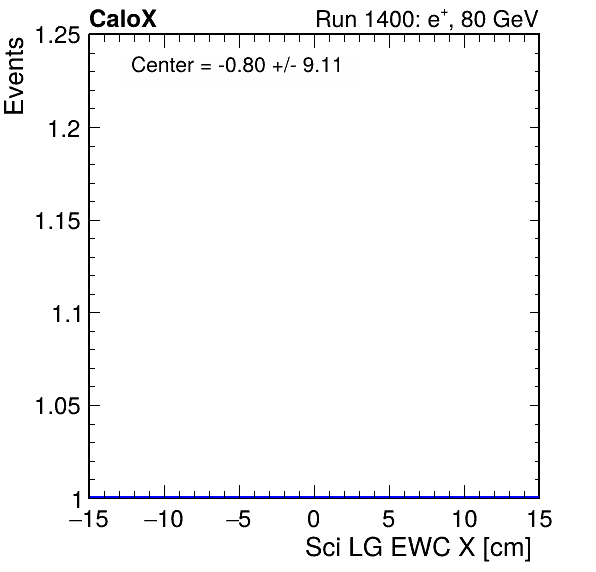 CaloX Run 1400: e⁺, 80 GeV
Center = -0.80 +/- 9.11
Events
1.25
1.2
1.15
1.1
1.05
1
−15 −10 −5 0 5 10 15
Sci LG EWC X [cm]